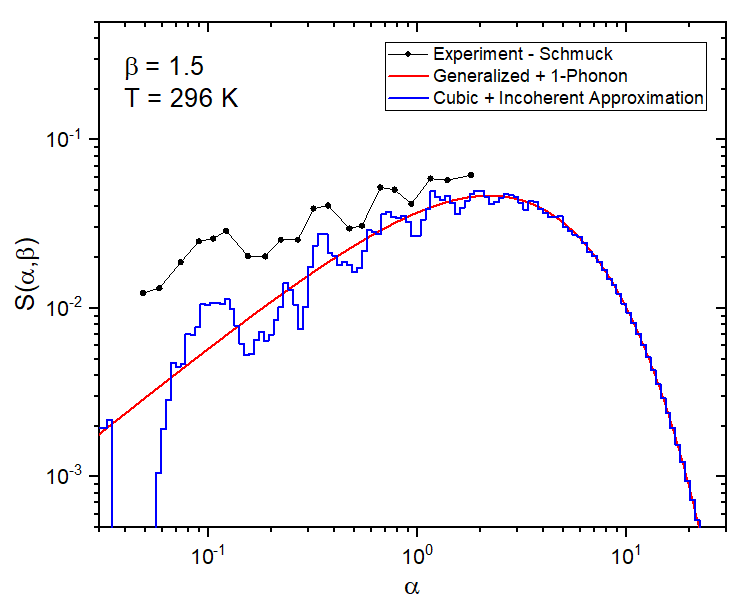 β = 1.5
T = 296 K
Experiment - Schmuck
Generalized + 1-Phonon
Cubic + Incoherent Approximation
10⁻¹
10⁻²
10⁻³
S(α,β)
10⁻¹
10⁰
10¹
α